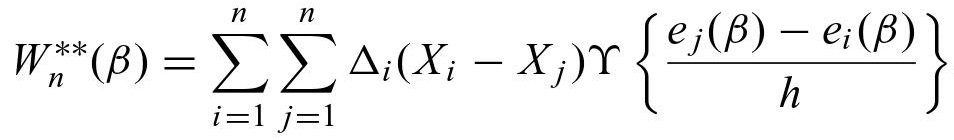 $$W_n^{**}(\beta) = \sum_{i=1}^{n} \sum_{j=1}^{n} \Delta_i (X_i - X_j) \Upsilon \left\{ \frac{e_j(\beta) - e_i(\beta)}{h} \right\}$$